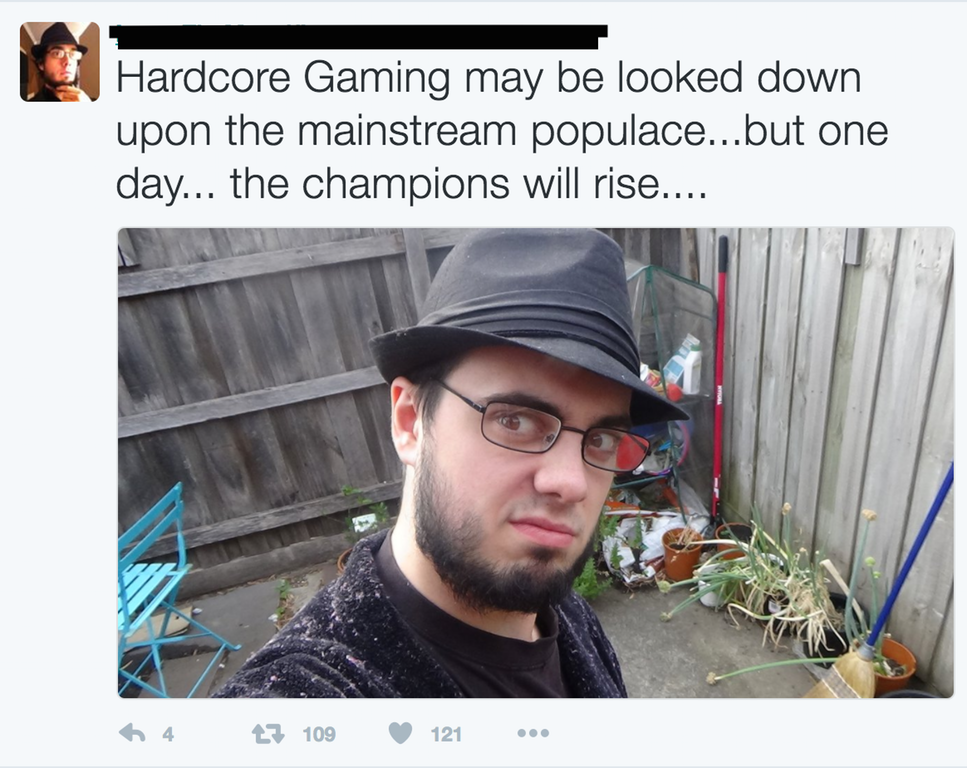 Hardcore Gaming may be looked down
upon the mainstream populace...but one
day... the champions will rise....
4 109 121